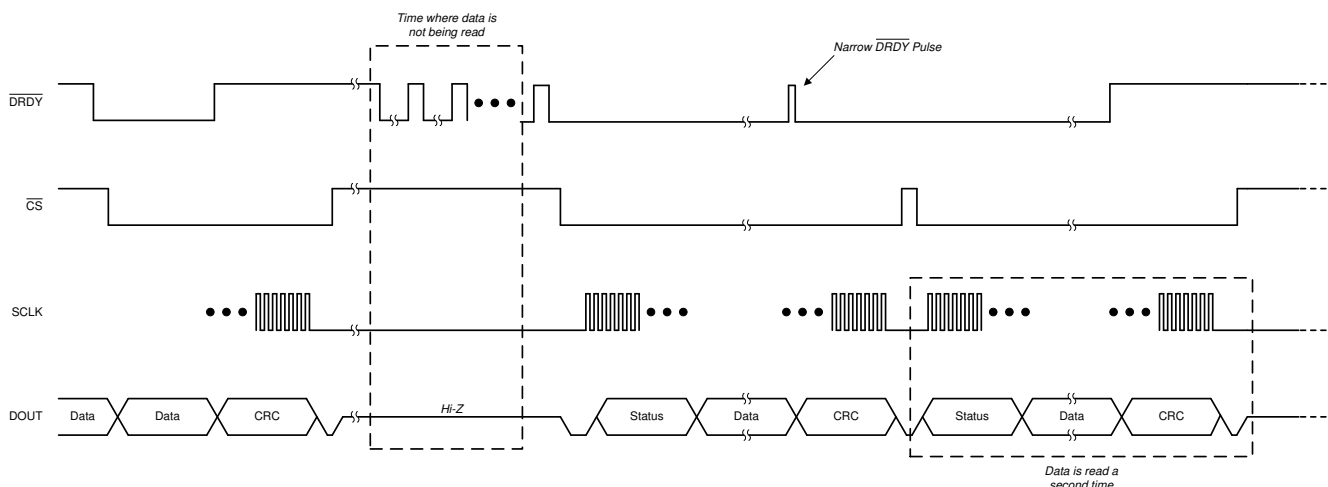 Time where data is
not being read
Narrow DRDY Pulse
DRDY
CS
SCLK
DOUT Data Data CRC Hi-Z Status Data CRC Status Data CRC
Data is read a
second time